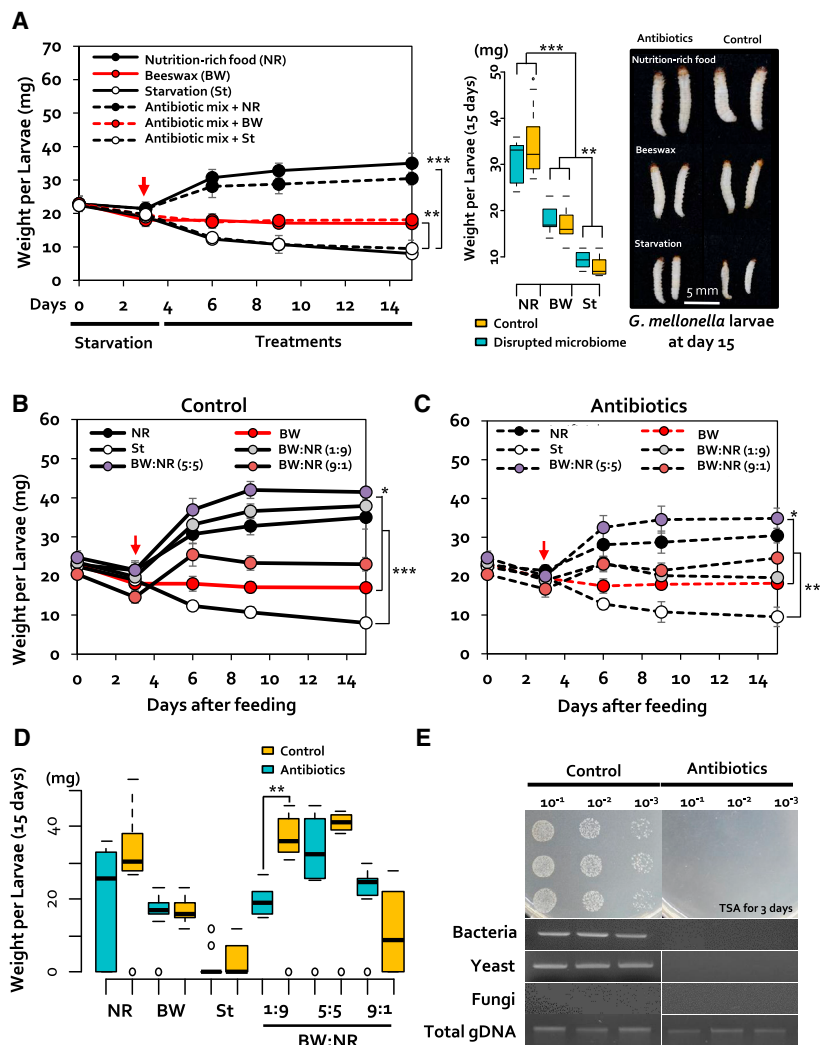 A
70
60
50
40
30
20
10
0
Weight per Larvae (mg)
Nutrition-rich food (NR)
Beeswax (BW)
Starvation (St)
Antibiotic mix + NR
Antibiotic mix + BW
Antibiotic mix + St
***
**
Days 0 2 4 6 8 10 12 14
Starvation Treatments
(mg)
Weight per Larvae (15 days)
50
30
20
10
***
**
NR BW St
Control
Disrupted microbiome
Antibiotics Control
Nutrition-rich food
Beeswax
Starvation
5 mm
G. mellonella larvae
at day 15
B
Control
60
50
40
30
20
10
0
Weight per Larvae (mg)
NR BW
St BW:NR (1:9)
BW:NR (5:5) BW:NR (9:1)
*
***
0 2 4 6 8 10 12 14
Days after feeding
C
Antibiotics
60
50
40
30
20
10
0
NR BW
St BW:NR (1:9)
BW:NR (5:5) BW:NR (9:1)
*
**
0 2 4 6 8 10 12 14
Days after feeding
D
(mg)
Weight per Larvae (15 days)
40
20
0
Control
Antibiotics
**
NR BW St 1:9 5:5 9:1
BW:NR
E
Control Antibiotics
10-1 10-2 10-3 10-1 10-2 10-3
TSA for 3 days
Bacteria
Yeast
Fungi
Total gDNA